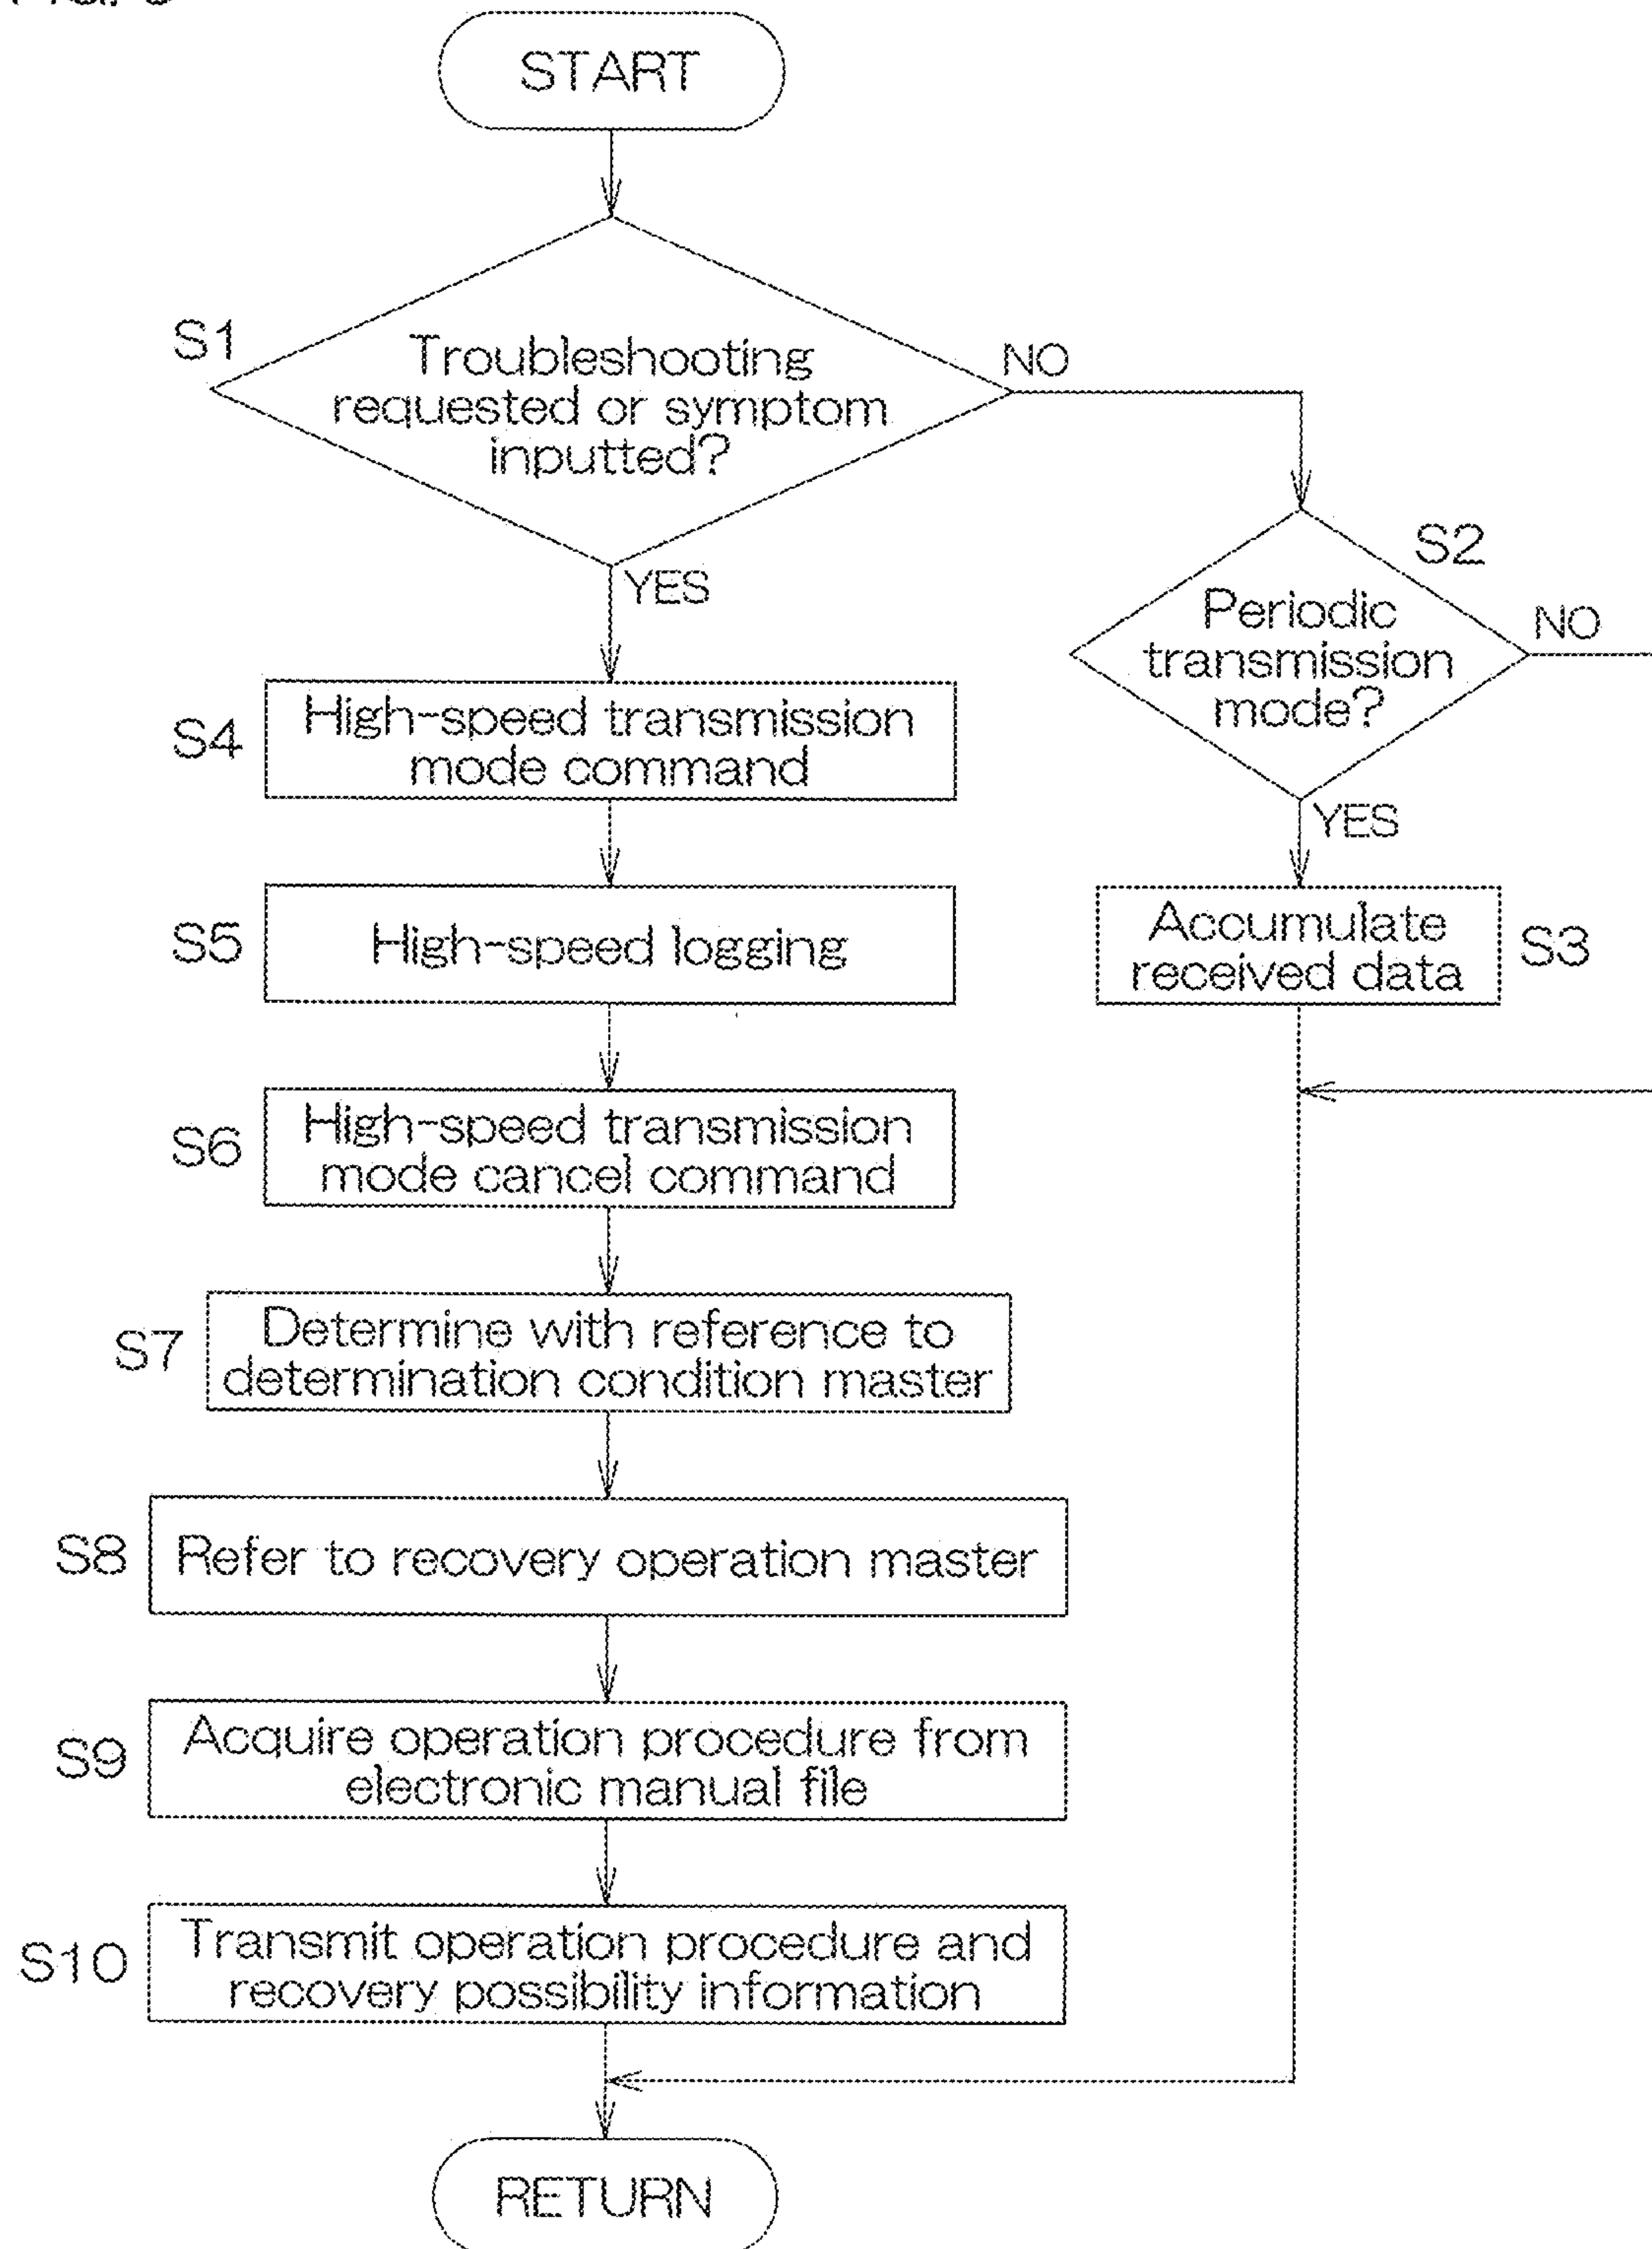 START
S1
Troubleshooting
requested or symptom
inputted?
NO
YES
S2
Periodic
transmission
mode?
NO
YES
S4
High-speed transmission
mode command
S5
High-speed logging
Accumulate
received data
S3
S6
High-speed transmission
mode cancel command
S7
Determine with reference to
determination condition master
S8
Refer to recovery operation master
S9
Acquire operation procedure from
electronic manual file
S10
Transmit operation procedure and
recovery possibility information
RETURN